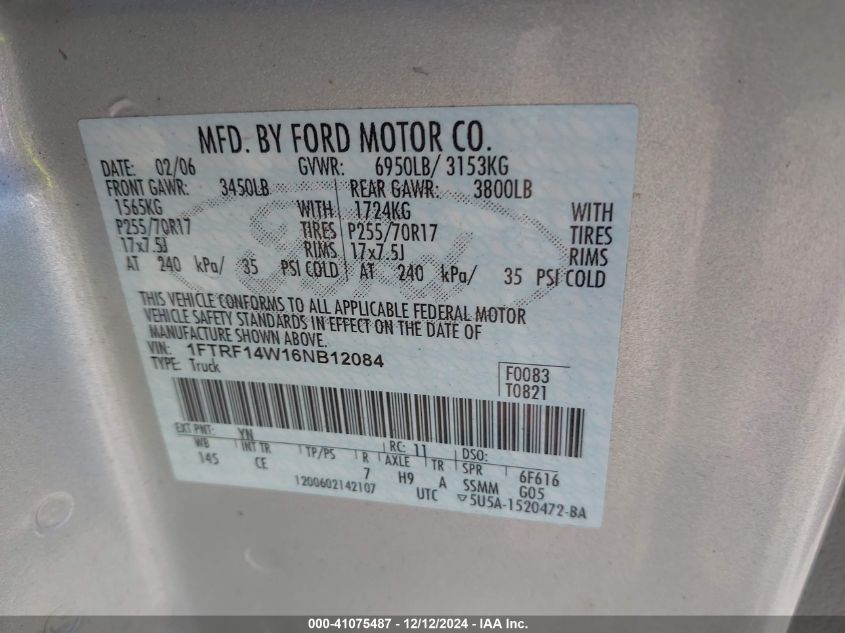 MFD. BY FORD MOTOR CO.
DATE: 02/06 GVWR: 6950LB/ 3153KG
FRONT GAWR: 3450LB REAR GAWR: 3800LB
1565KG WITH 1724KG WITH
P255/70R17 TIRES P255/70R17 TIRES
17x7.5J RIMS 17x7.5J RIMS
AT 240 kPa/ 35 PSI COLD AT 240 kPa/ 35 PSI COLD
THIS VEHICLE CONFORMS TO ALL APPLICABLE FEDERAL MOTOR
VEHICLE SAFETY STANDARDS IN EFFECT ON THE DATE OF
MANUFACTURE SHOWN ABOVE.
VIN: 1FTRF14W16NB12084
TYPE: Truck
F0083
T0821
EXT PNT: YN RC: 11 DSO:
WB INT TR TP/PS R AXLE TR SPR 6F616
145 CE 7 H9 A SSMM G05
1200602142107 UTC ▽5U5A-1520472-BA
Ford
000-41075487 - 12/12/2024 - IAA Inc.